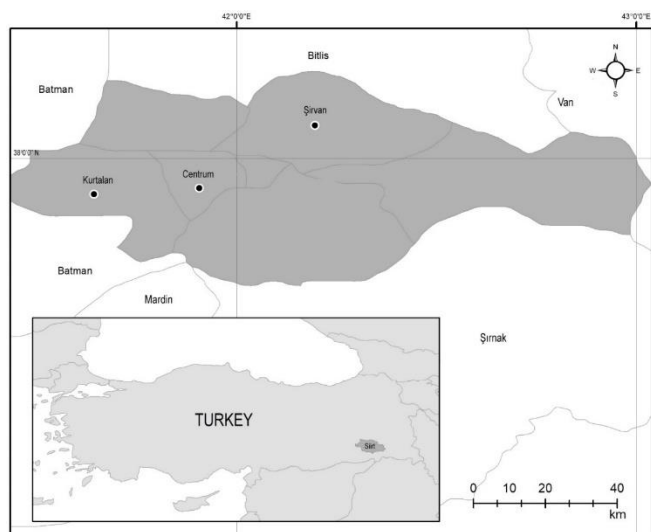 42°0'0"E
43°0'0"E
Bitlis
N
W
E
S
Batman
Van
Şirvan
38°0'0"N
Kurtalan
Centrum
Batman
Mardin
Şırnak
TURKEY
Siirt
0
10
20
30
40
km